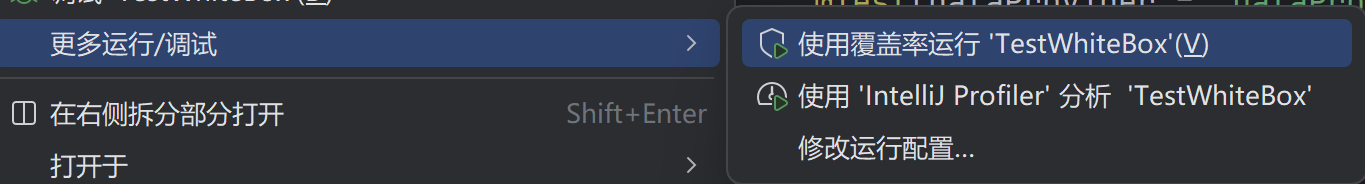 'TestWhiteBox'
更多运行/调试
在右侧拆分部分打开 Shift+Enter
打开于
使用覆盖率运行 'TestWhiteBox'(V)
使用 'IntelliJ Profiler' 分析 'TestWhiteBox'
修改运行配置...